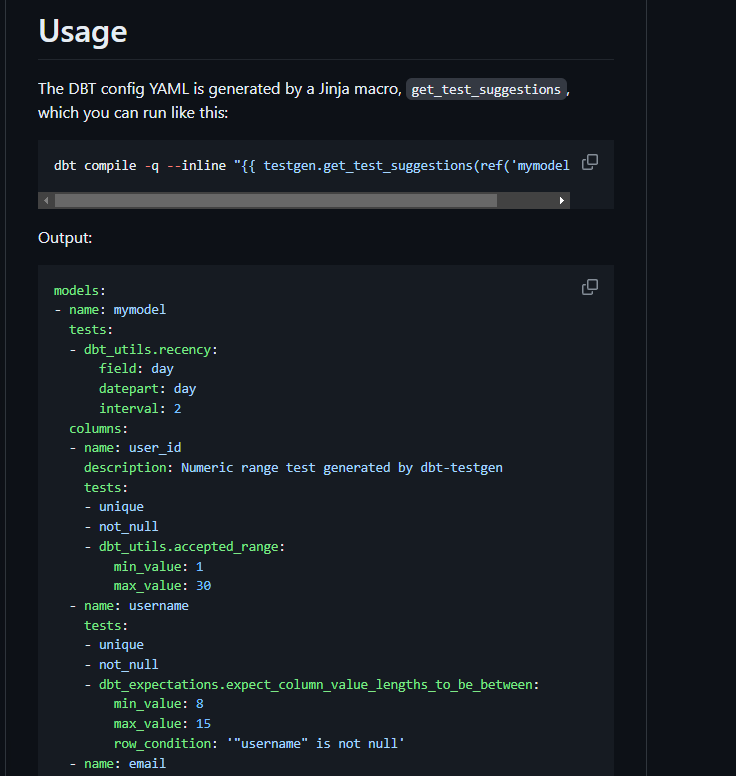 Usage
The DBT config YAML is generated by a Jinja macro, get_test_suggestions,
which you can run like this:
dbt compile -q --inline "{{ testgen.get_test_suggestions(ref('mymodel
Output:
models:
- name: mymodel
  tests:
  - dbt_utils.recency:
      field: day
      datepart: day
      interval: 2
  columns:
  - name: user_id
    description: Numeric range test generated by dbt-testgen
    tests:
    - unique
    - not_null
    - dbt_utils.accepted_range:
        min_value: 1
        max_value: 30
  - name: username
    tests:
    - unique
    - not_null
    - dbt_expectations.expect_column_value_lengths_to_be_between:
        min_value: 8
        max_value: 15
        row_condition: '"username" is not null'
  - name: email